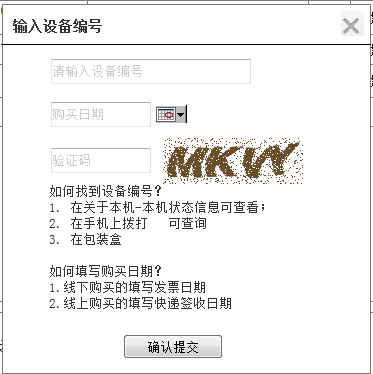 输入设备编号
请输入设备编号
购买日期
验证码 MKW
如何找到设备编号？
1. 在关于本机-本机状态信息可查看；
2. 在手机上拨打 可查询
3. 在包装盒
如何填写购买日期？
1.线下购买的填写发票日期
2.线上购买的填写快递签收日期
确认提交